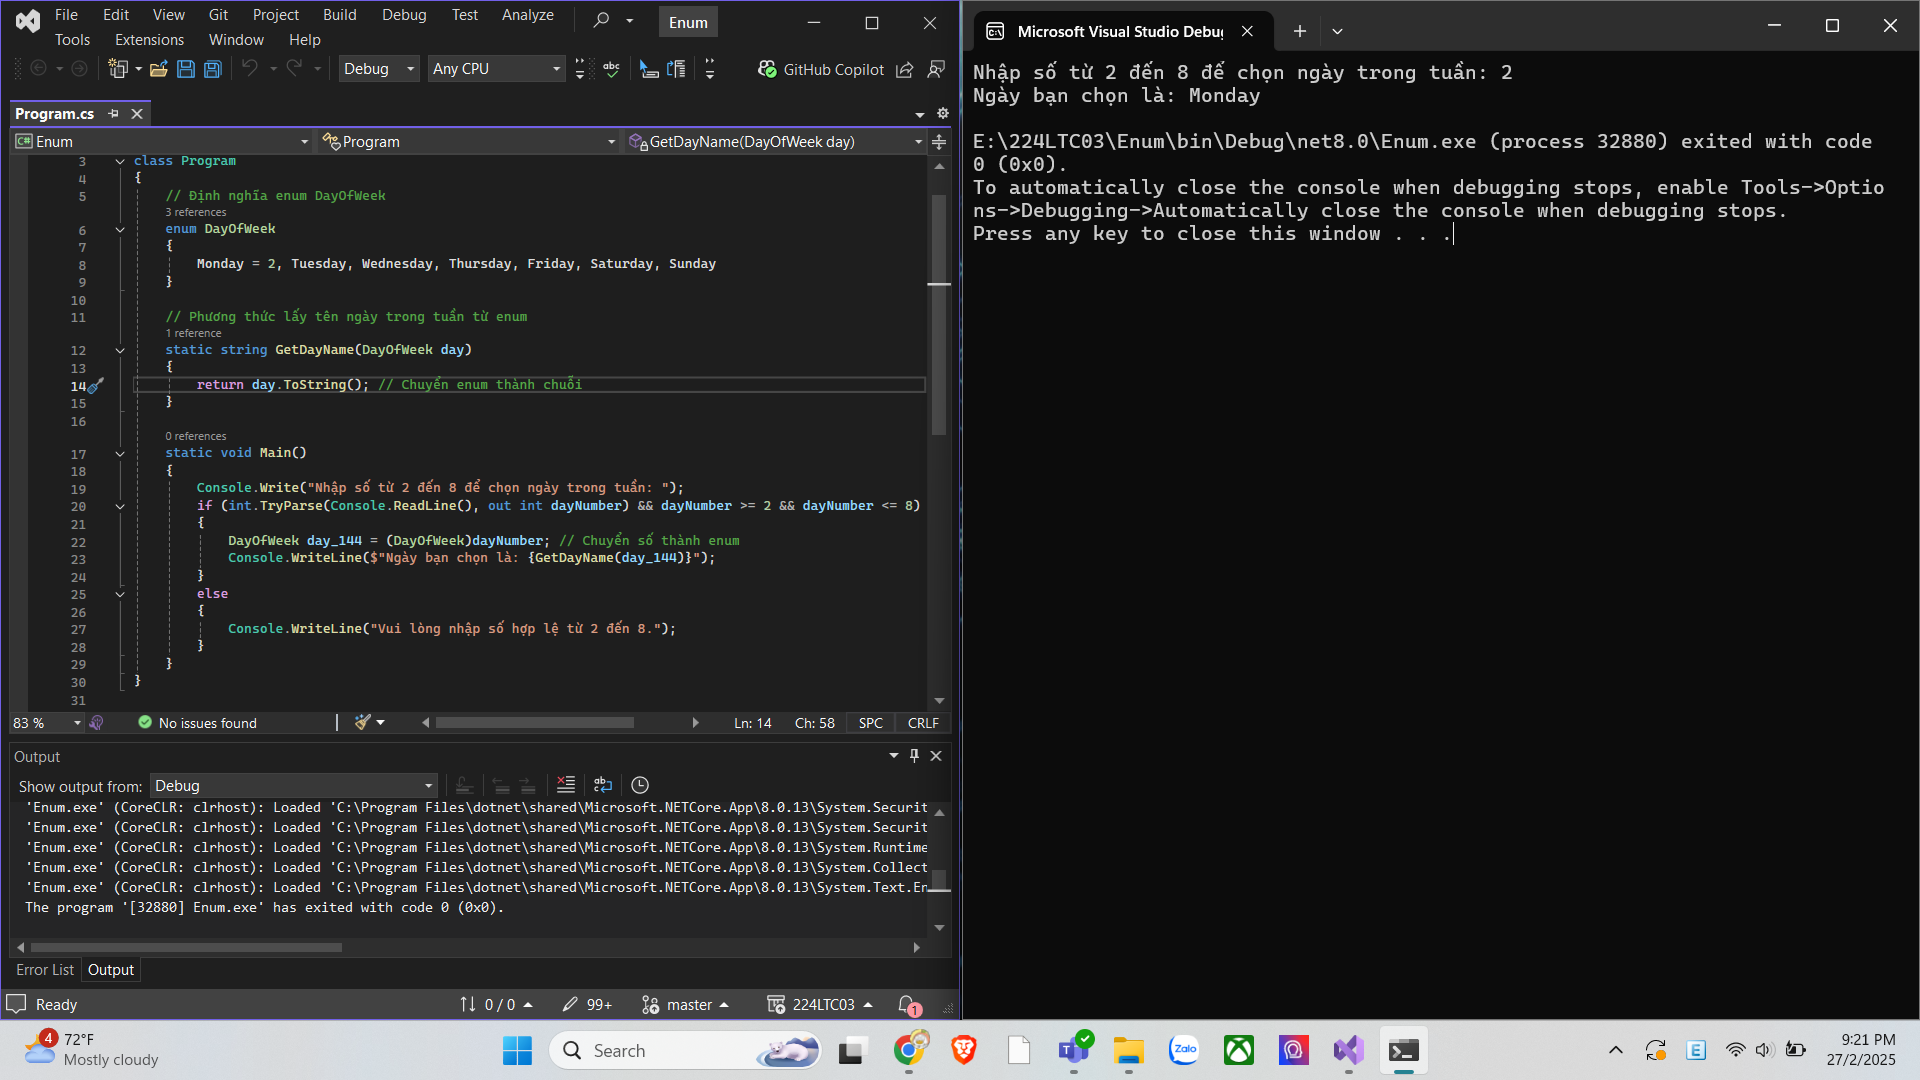 File Edit View Git Project Build Debug Test Analyze
Enum
Tools Extensions Window Help
Debug Any CPU GitHub Copilot
Program.cs
Enum Program GetDayName(DayOfWeek day)
3 class Program
4 {
5 // Định nghĩa enum DayOfWeek
3 references
6 enum DayOfWeek
7 {
8 Monday = 2, Tuesday, Wednesday, Thursday, Friday, Saturday, Sunday
9 }
10
11 // Phương thức lấy tên ngày trong tuần từ enum
1 reference
12 static string GetDayName(DayOfWeek day)
13 {
14 return day.ToString(); // Chuyển enum thành chuỗi
15 }
16
0 references
17 static void Main()
18 {
19 Console.Write("Nhập số từ 2 đến 8 để chọn ngày trong tuần: ");
20 if (int.TryParse(Console.ReadLine(), out int dayNumber) && dayNumber >= 2 && dayNumber <= 8)
21 {
22 DayOfWeek day_144 = (DayOfWeek)dayNumber; // Chuyển số thành enum
23 Console.WriteLine($"Ngày bạn chọn là: {GetDayName(day_144)}");
24 }
25 else
26 {
27 Console.WriteLine("Vui lòng nhập số hợp lệ từ 2 đến 8.");
28 }
29 }
30 }
31
83 % No issues found Ln: 14 Ch: 58 SPC CRLF
Output
Show output from: Debug
'Enum.exe' (CoreCLR: clrhost): Loaded 'C:\Program Files\dotnet\shared\Microsoft.NETCore.App\8.0.13\System.Securit
'Enum.exe' (CoreCLR: clrhost): Loaded 'C:\Program Files\dotnet\shared\Microsoft.NETCore.App\8.0.13\System.Securit
'Enum.exe' (CoreCLR: clrhost): Loaded 'C:\Program Files\dotnet\shared\Microsoft.NETCore.App\8.0.13\System.Runtime
'Enum.exe' (CoreCLR: clrhost): Loaded 'C:\Program Files\dotnet\shared\Microsoft.NETCore.App\8.0.13\System.Collect
'Enum.exe' (CoreCLR: clrhost): Loaded 'C:\Program Files\dotnet\shared\Microsoft.NETCore.App\8.0.13\System.Text.En
The program '[32880] Enum.exe' has exited with code 0 (0x0).
Error List Output
Ready 0 / 0 99+ master 224LTC03 1
Microsoft Visual Studio Debug
Nhập số từ 2 đến 8 để chọn ngày trong tuần: 2
Ngày bạn chọn là: Monday
E:\224LTC03\Enum\bin\Debug\net8.0\Enum.exe (process 32880) exited with code
0 (0x0).
To automatically close the console when debugging stops, enable Tools->Optio
ns->Debugging->Automatically close the console when debugging stops.
Press any key to close this window . . .
4 72°F
Mostly cloudy
Search
Zalo
E
9:21 PM
27/2/2025